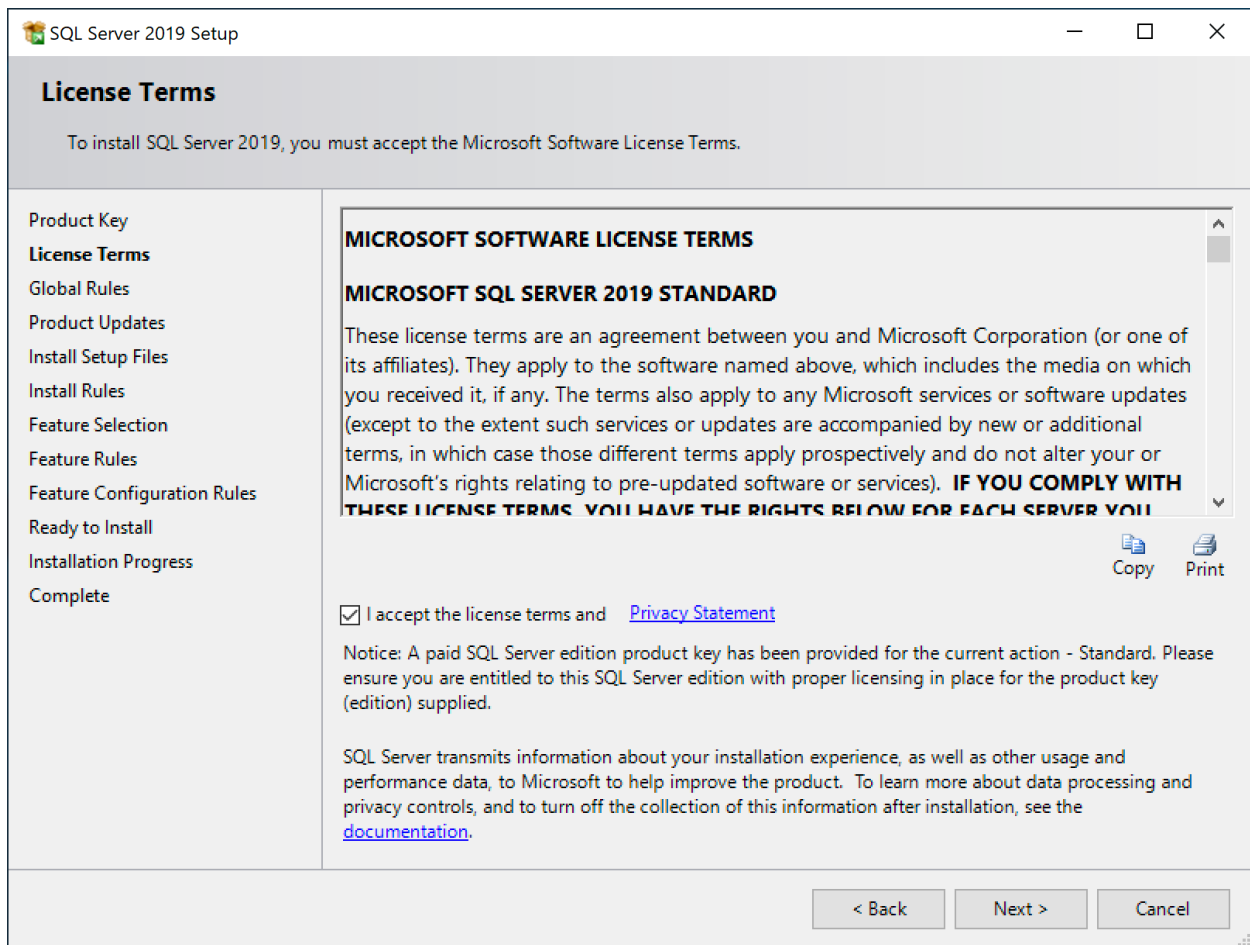 SQL Server 2019 Setup
License Terms
To install SQL Server 2019, you must accept the Microsoft Software License Terms.
Product Key
License Terms
Global Rules
Product Updates
Install Setup Files
Install Rules
Feature Selection
Feature Rules
Feature Configuration Rules
Ready to Install
Installation Progress
Complete
MICROSOFT SOFTWARE LICENSE TERMS
MICROSOFT SQL SERVER 2019 STANDARD
These license terms are an agreement between you and Microsoft Corporation (or one of
its affiliates). They apply to the software named above, which includes the media on which
you received it, if any. The terms also apply to any Microsoft services or software updates
(except to the extent such services or updates are accompanied by new or additional
terms, in which case those different terms apply prospectively and do not alter your or
Microsoft's rights relating to pre-updated software or services). IF YOU COMPLY WITH
THESE LICENSE TERMS, YOU HAVE THE RIGHTS BELOW FOR EACH SERVER YOU
Copy Print
I accept the license terms and Privacy Statement
Notice: A paid SQL Server edition product key has been provided for the current action - Standard. Please
ensure you are entitled to this SQL Server edition with proper licensing in place for the product key
(edition) supplied.
SQL Server transmits information about your installation experience, as well as other usage and
performance data, to Microsoft to help improve the product. To learn more about data processing and
privacy controls, and to turn off the collection of this information after installation, see the
documentation.
< Back Next > Cancel